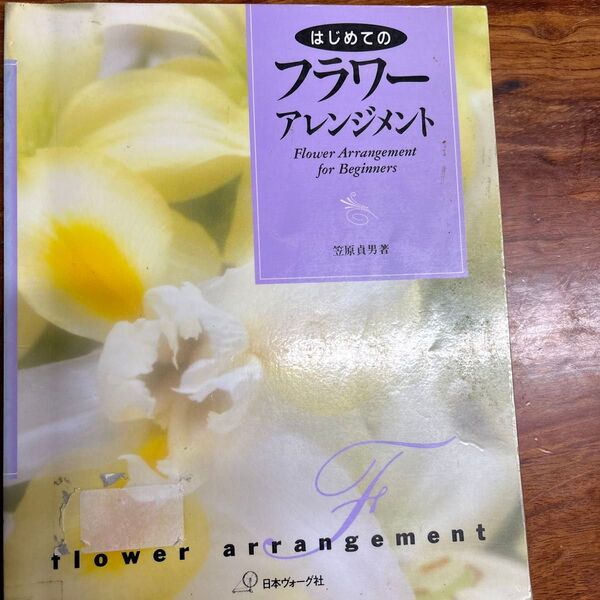 はじめての
フラワー
アレンジメント
Flower Arrangement
for Beginners
笠原貞男著
F
flower arrangement
日本ヴォーグ社